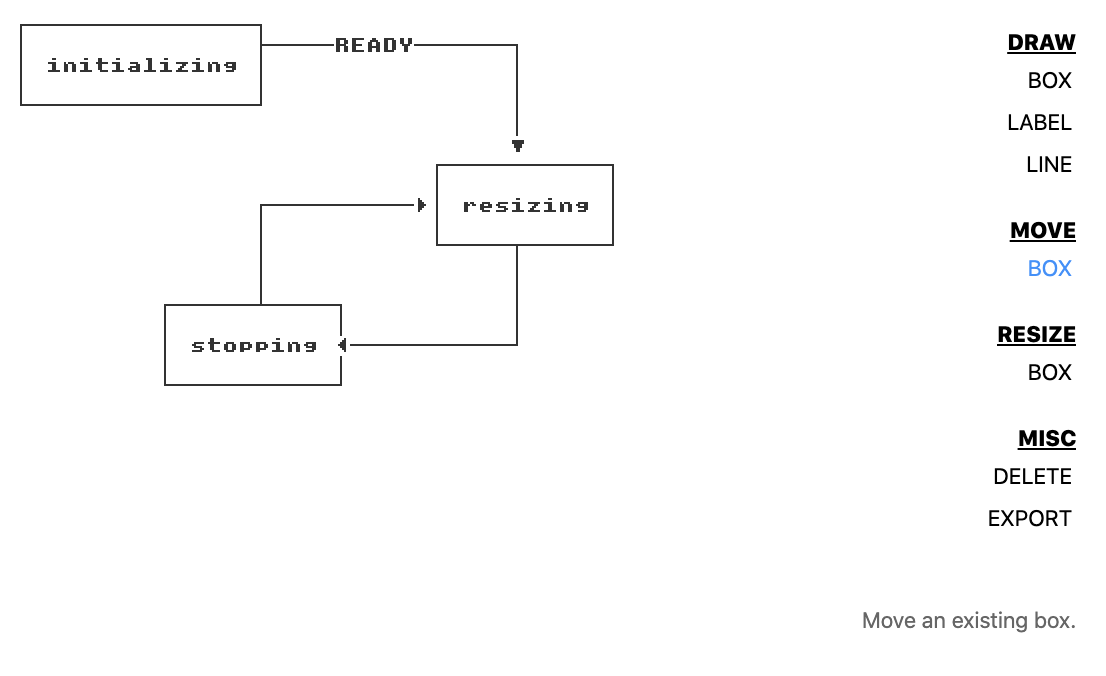 READY
initializing
resizing
stopping
DRAW
BOX
LABEL
LINE
MOVE
BOX
RESIZE
BOX
MISC
DELETE
EXPORT
Move an existing box.